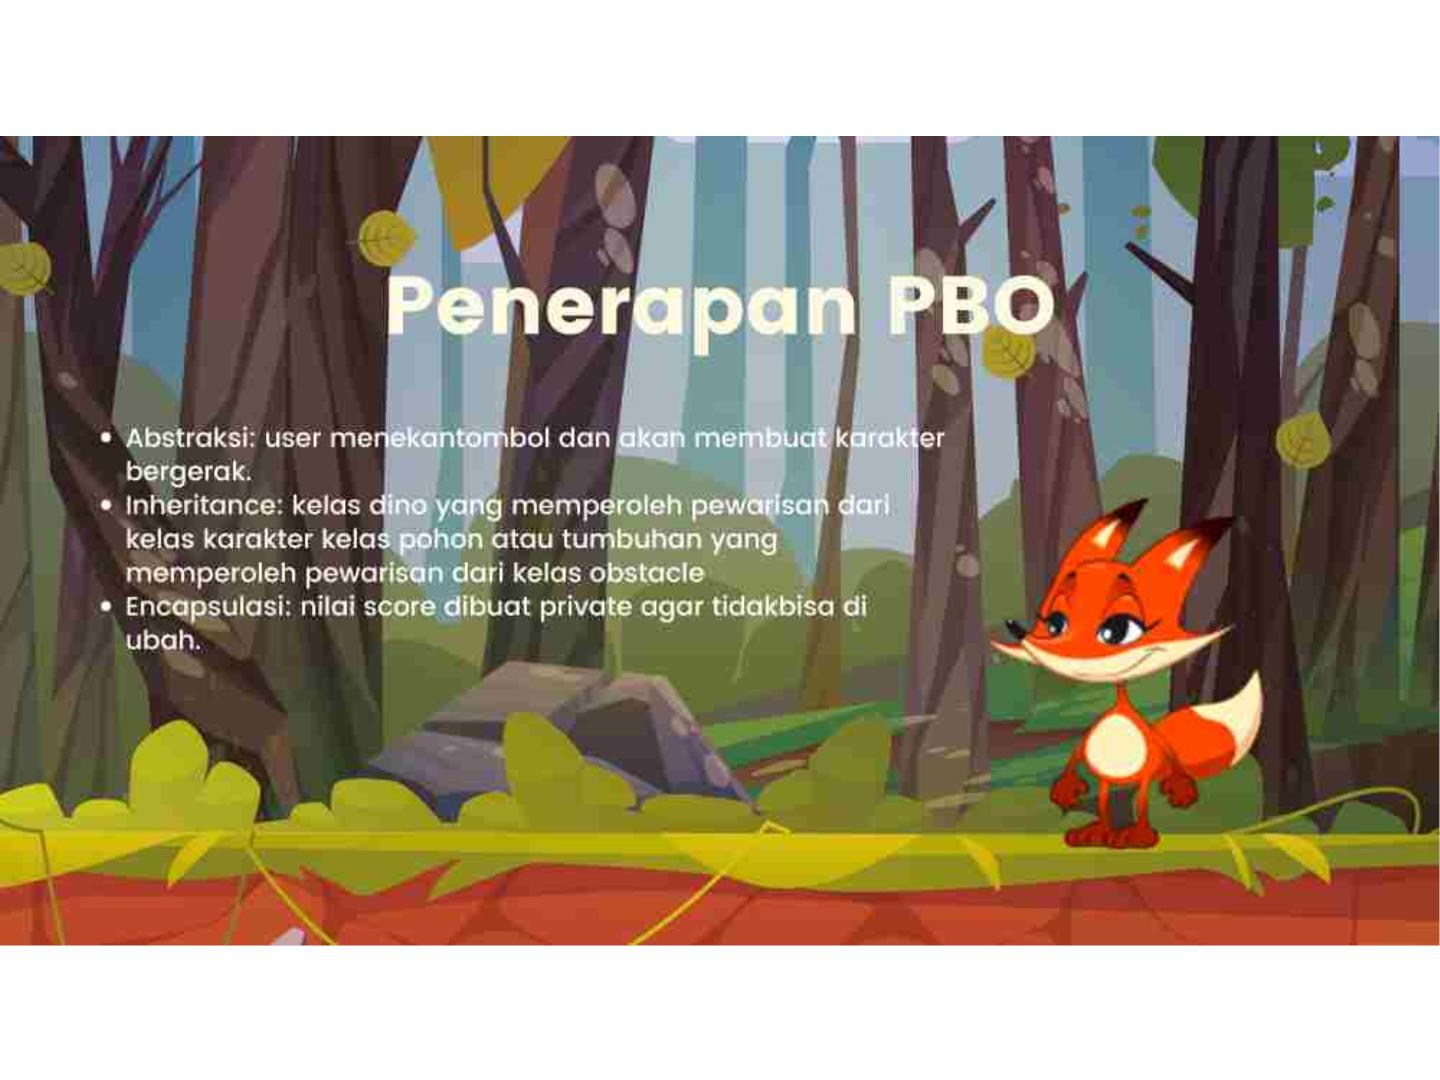 Penerapan PBO
• Abstraksi: user menekantombol dan akan membuat karakter
bergerak.
• Inheritance: kelas dino yang memperoleh pewarisan dari
kelas karakter kelas pohon atau tumbuhan yang
memperoleh pewarisan dari kelas obstacle
• Encapsulasi: nilai score dibuat private agar tidakbisa di
ubah.